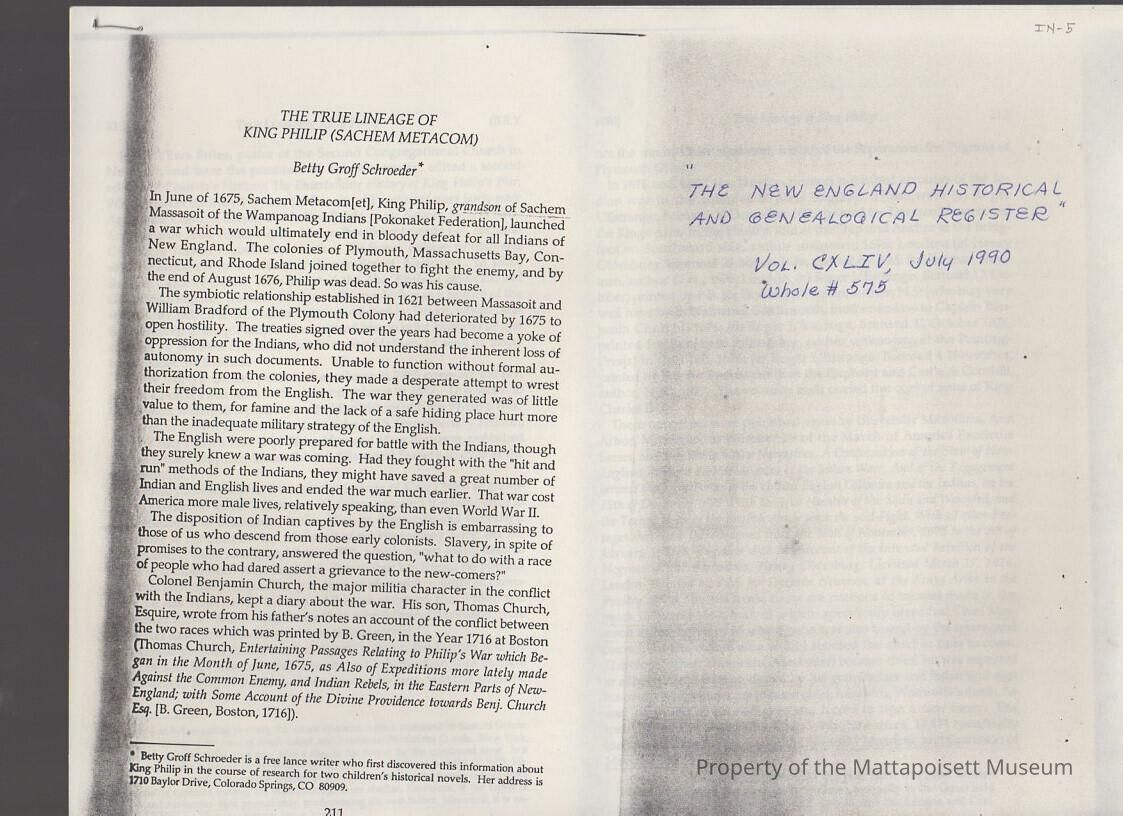 IN-5
THE TRUE LINEAGE OF
KING PHILIP (SACHEM METACOM)
Betty Groff Schroeder*
In June of 1675, Sachem Metacom[et], King Philip, grandson of Sachem
Massasoit of the Wampanoag Indians [Pokonaket Federation], launched
a war which would ultimately end in bloody defeat for all Indians of
New England. The colonies of Plymouth, Massachusetts Bay, Con-
necticut, and Rhode Island joined together to fight the enemy, and by
the end of August 1676, Philip was dead. So was his cause.
The symbiotic relationship established in 1621 between Massasoit and
William Bradford of the Plymouth Colony had deteriorated by 1675 to
open hostility. The treaties signed over the years had become a yoke of
oppression for the Indians, who did not understand the inherent loss of
autonomy in such documents. Unable to function without formal au-
thorization from the colonies, they made a desperate attempt to wrest
their freedom from the English. The war they generated was of little
value to them, for famine and the lack of a safe hiding place hurt more
than the inadequate military strategy of the English.
The English were poorly prepared for battle with the Indians, though
they surely knew a war was coming. Had they fought with the "hit and
run" methods of the Indians, they might have saved a great number of
Indian and English lives and ended the war much earlier. That war cost
America more male lives, relatively speaking, than even World War II.
The disposition of Indian captives by the English is embarrassing to
those of us who descend from those early colonists. Slavery, in spite of
promises to the contrary, answered the question, "what to do with a race
of people who had dared assert a grievance to the new-comers?"
Colonel Benjamin Church, the major militia character in the conflict
with the Indians, kept a diary about the war. His son, Thomas Church,
Esquire, wrote from his father's notes an account of the conflict between
the two races which was printed by B. Green, in the Year 1716 at Boston
(Thomas Church, Entertaining Passages Relating to Philip's War which Be-
gan in the Month of June, 1675, as Also of Expeditions more lately made
Against the Common Enemy, and Indian Rebels, in the Eastern Parts of New-
England; with Some Account of the Divine Providence towards Benj. Church
Esq. [B. Green, Boston, 1716]).
* Betty Groff Schroeder is a free lance writer who first discovered this information about
King Philip in the course of research for two children's historical novels. Her address is
1710 Baylor Drive, Colorado Springs, CO 80909.
211
"
THE NEW ENGLAND HISTORICAL
AND GENEALOGICAL REGISTER"
VOL. CXLIV, July 1990
Whole # 575
Property of the Mattapoisett Museum